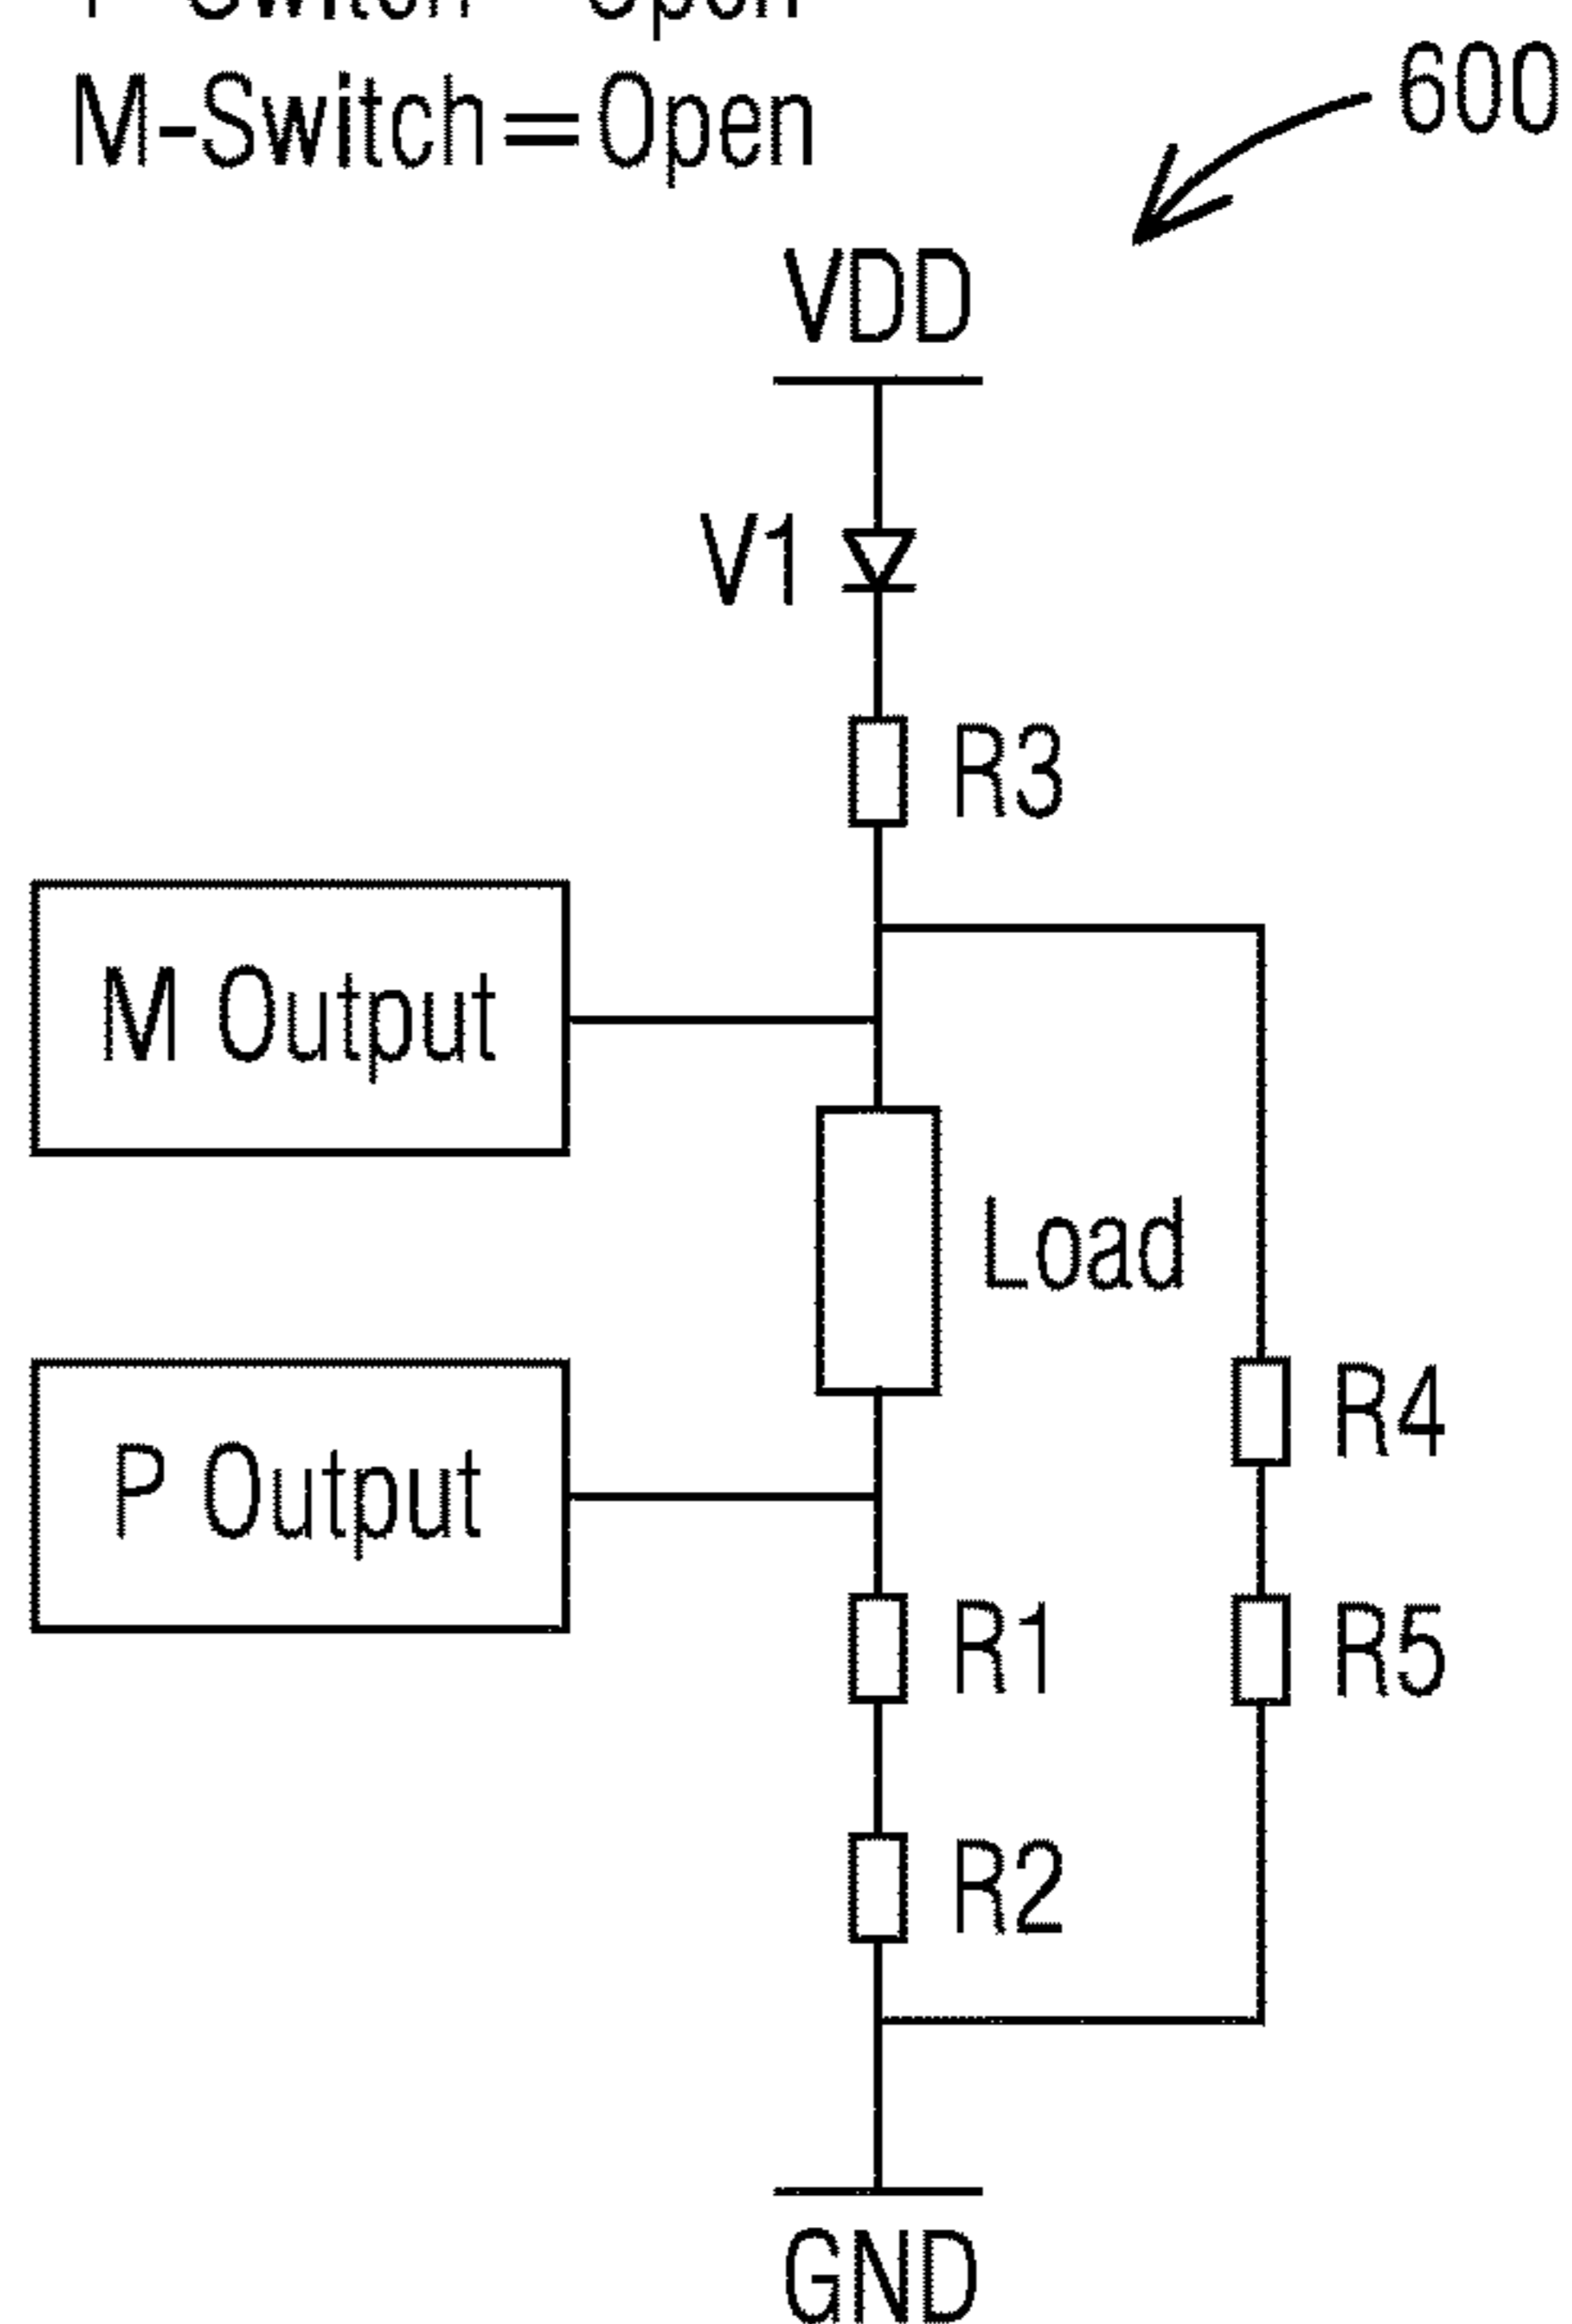 M-Switch=Open
600
VDD
V1
R3
M Output
Load
P Output
R4
R1
R5
R2
GND